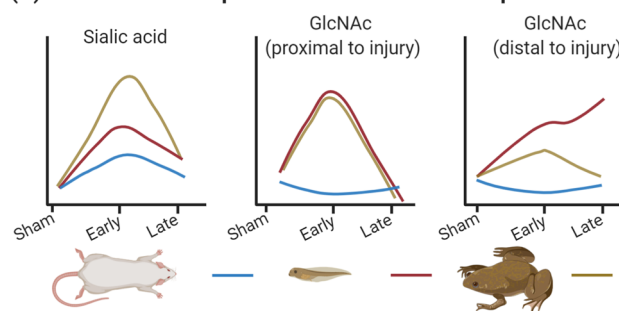 Sialic acid
GlcNAc
(proximal to injury)
GlcNAc
(distal to injury)
Sham
Early
Late
Sham
Early
Late
Sham
Early
Late